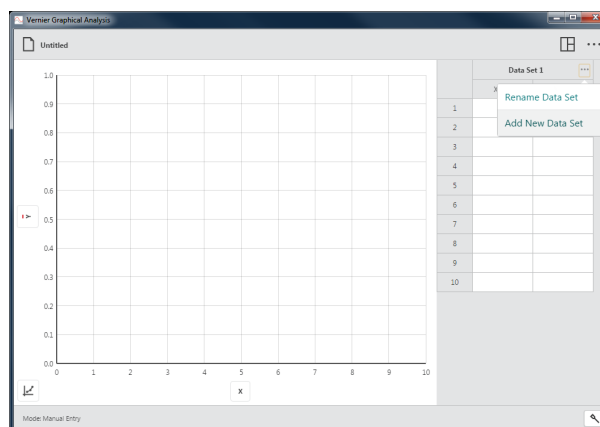 Vernier Graphical Analysis
Untitled
Data Set 1
Rename Data Set
Add New Data Set
X
1
2
3
4
5
6
7
8
9
10
1.0
0.9
0.8
0.7
0.6
0.5
0.4
0.3
0.2
0.1
0.0
Y
0 1 2 3 4 5 6 7 8 9 10
X
Mode: Manual Entry